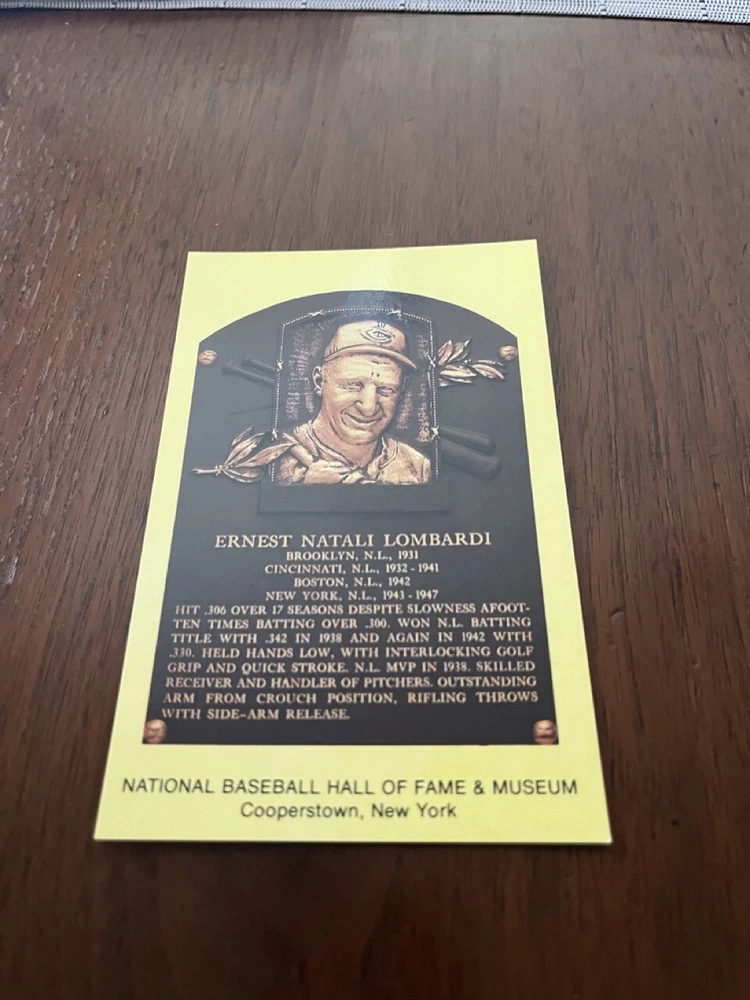 C
ERNEST NATALI LOMBARDI
BROOKLYN, N.L., 1931
CINCINNATI, N.L., 1932 - 1941
BOSTON, N.L., 1942
NEW YORK, N.L., 1943 - 1947
HIT .306 OVER 17 SEASONS DESPITE SLOWNESS AFOOT-
TEN TIMES BATTING OVER .300. WON N.L. BATTING
TITLE WITH .342 IN 1938 AND AGAIN IN 1942 WITH
.330. HELD HANDS LOW, WITH INTERLOCKING GOLF
GRIP AND QUICK STROKE. N.L. MVP IN 1938. SKILLED
RECEIVER AND HANDLER OF PITCHERS. OUTSTANDING
ARM FROM CROUCH POSITION, RIFLING THROWS
WITH SIDE-ARM RELEASE.
NATIONAL BASEBALL HALL OF FAME & MUSEUM
Cooperstown, New York